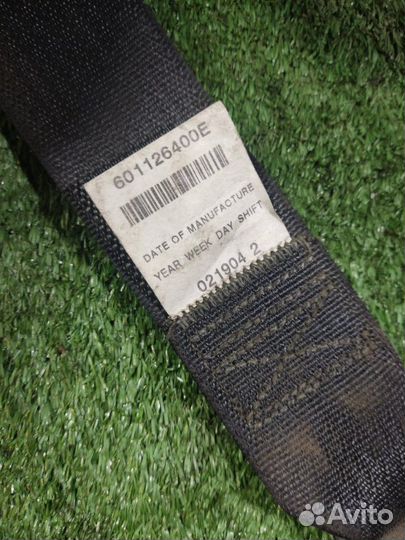 601126400E
DATE OF MANUFACTURE
YEAR WEEK DAY SHIFT
021904 2
Avito